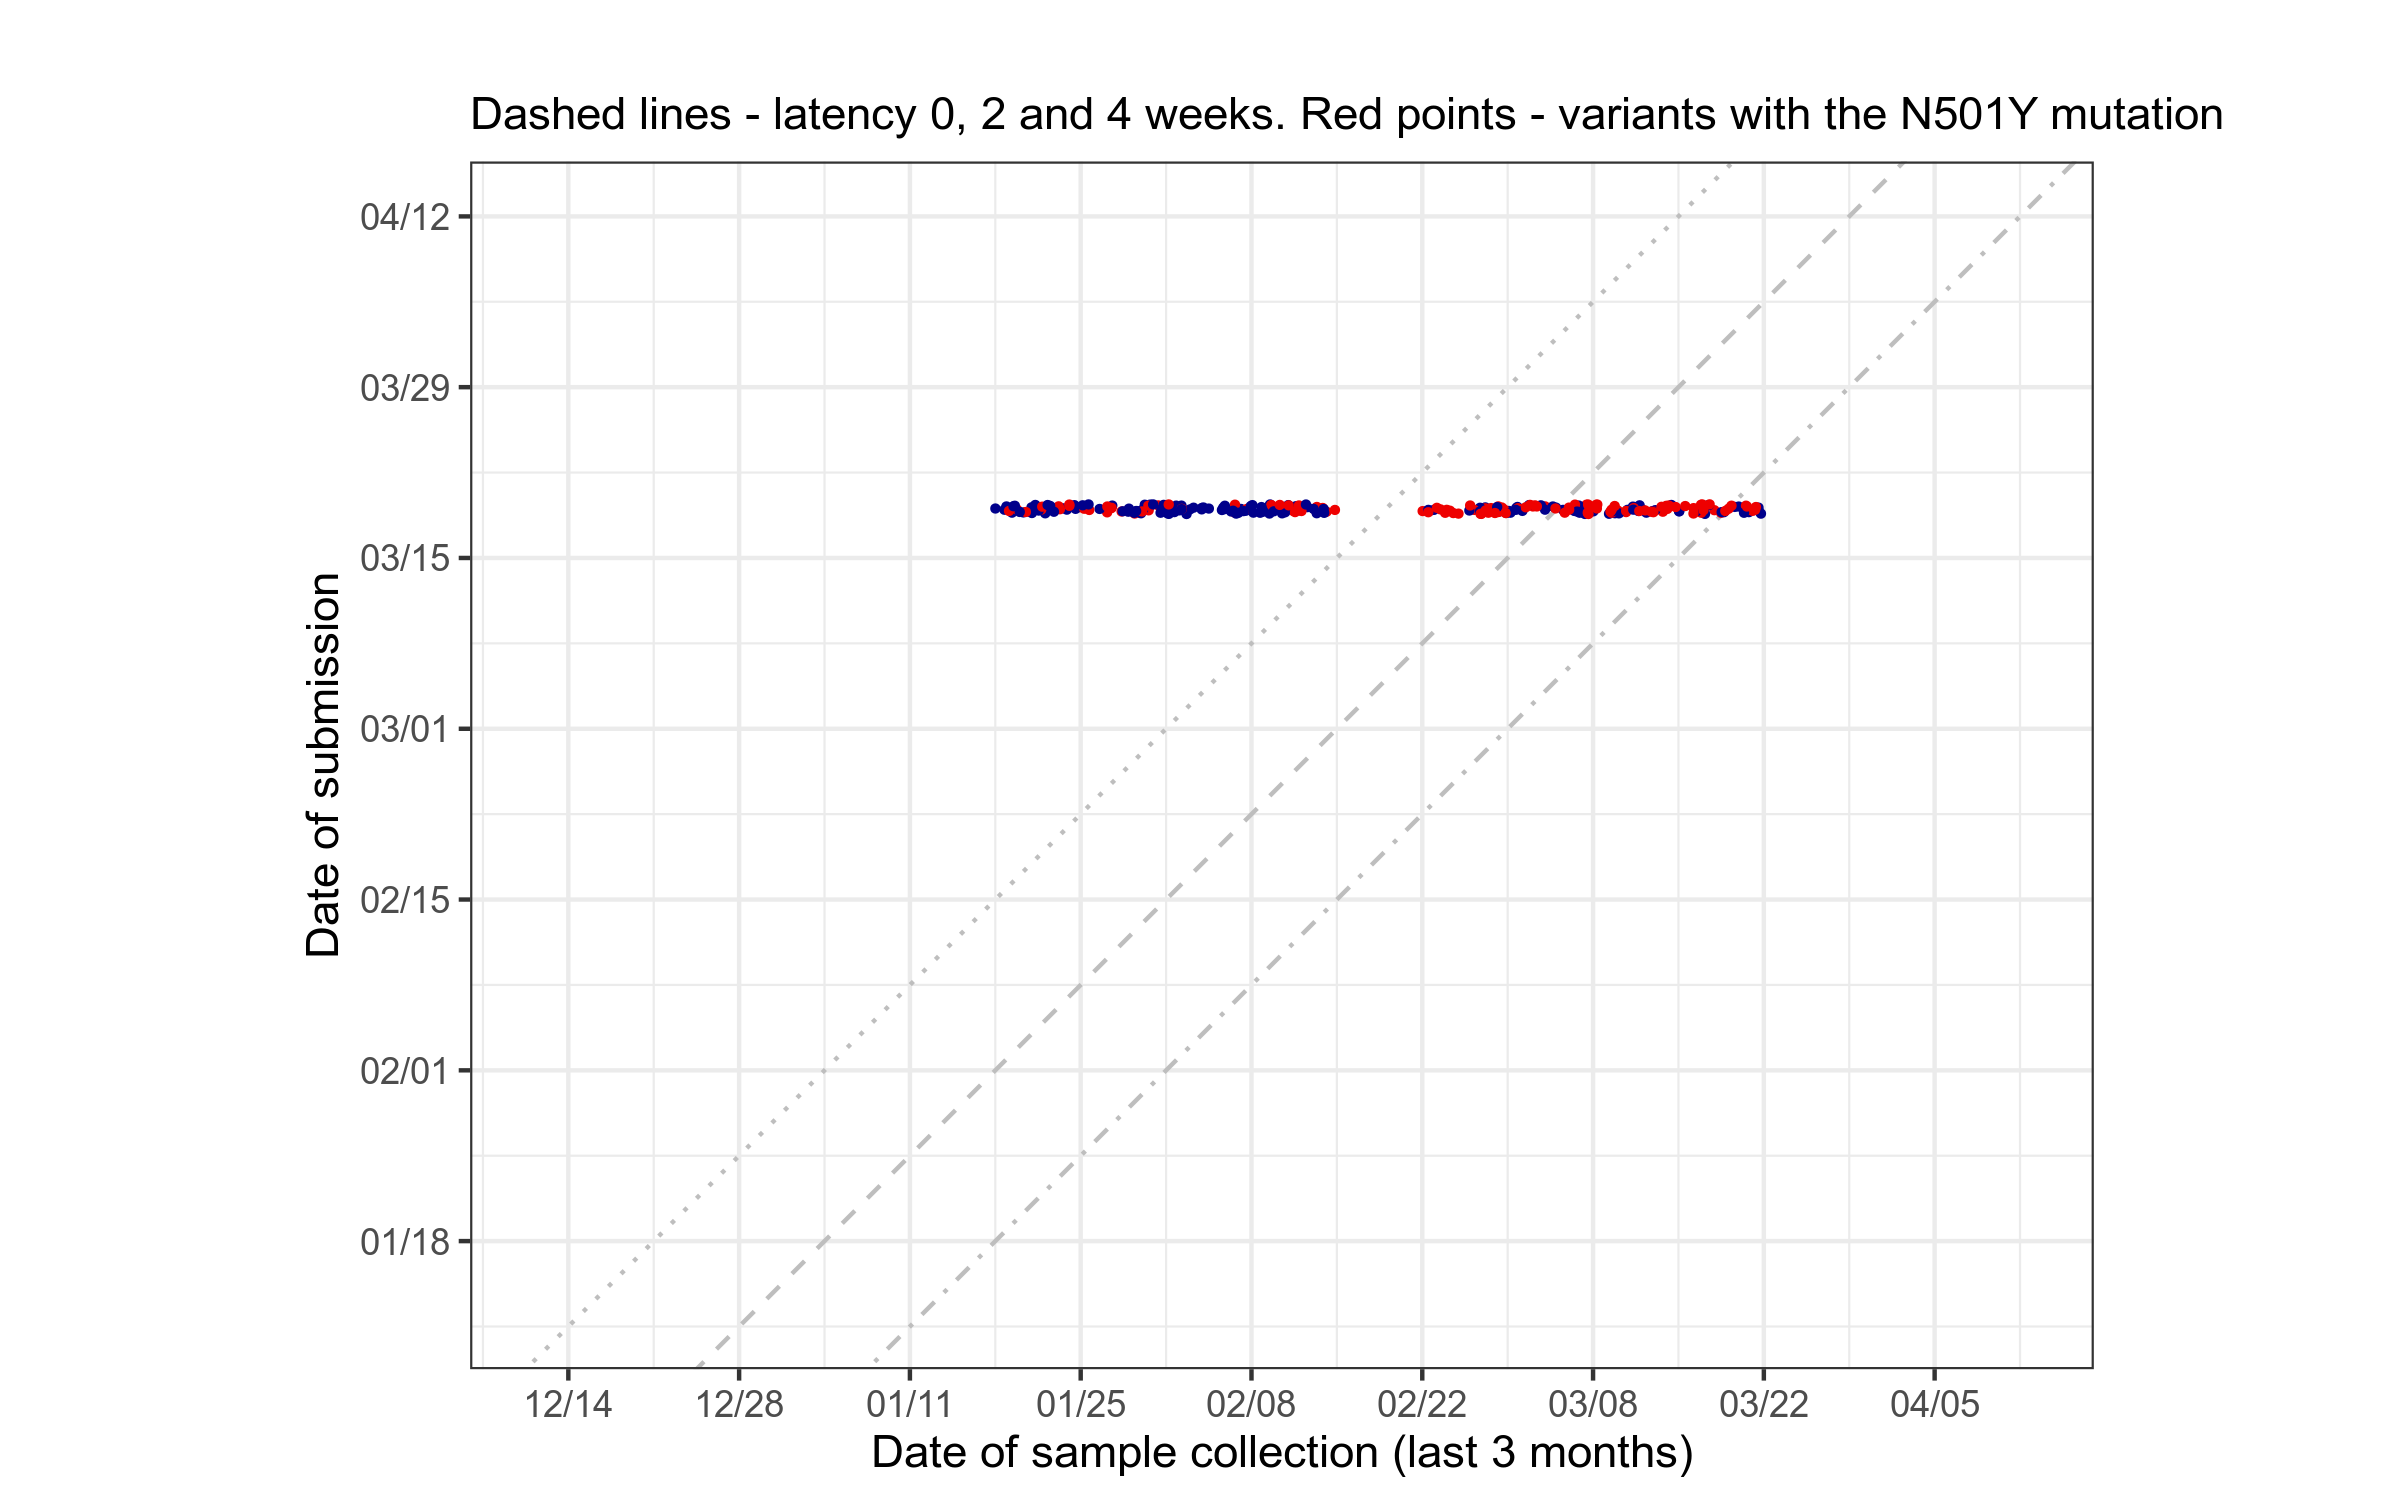 Dashed lines - latency 0, 2 and 4 weeks. Red points - variants with the N501Y mutation
04/12
03/29
03/15
03/01
02/15
02/01
01/18
Date of submission
12/14 12/28 01/11 01/25 02/08 02/22 03/08 03/22 04/05
Date of sample collection (last 3 months)